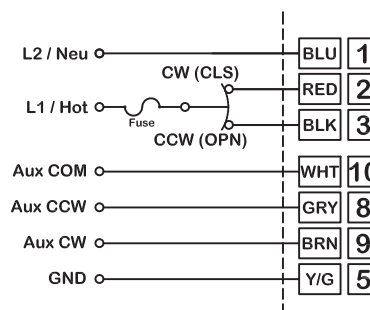 L2 / Neu BLU 1
CW (CLS) RED 2
L1 / Hot Fuse
BLK 3
CCW (OPN)
Aux COM WHT 10
Aux CCW GRY 8
Aux CW BRN 9
GND Y/G 5